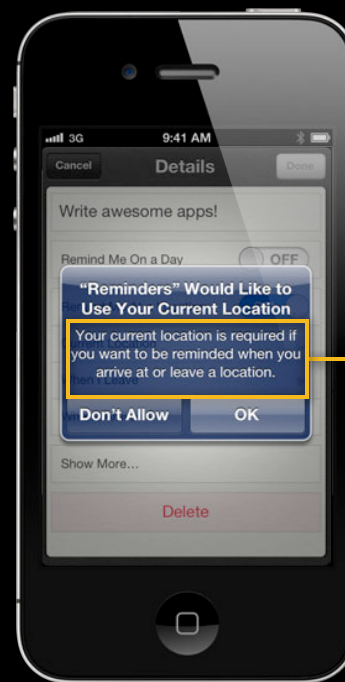 3G 9:41 AM
Cancel Details Done
Write awesome apps!
Remind Me On a Day OFF
“Reminders” Would Like to
Use Your Current Location
Your current location is required if
you want to be reminded when you
arrive at or leave a location.
Don’t Allow OK
Show More...
Delete